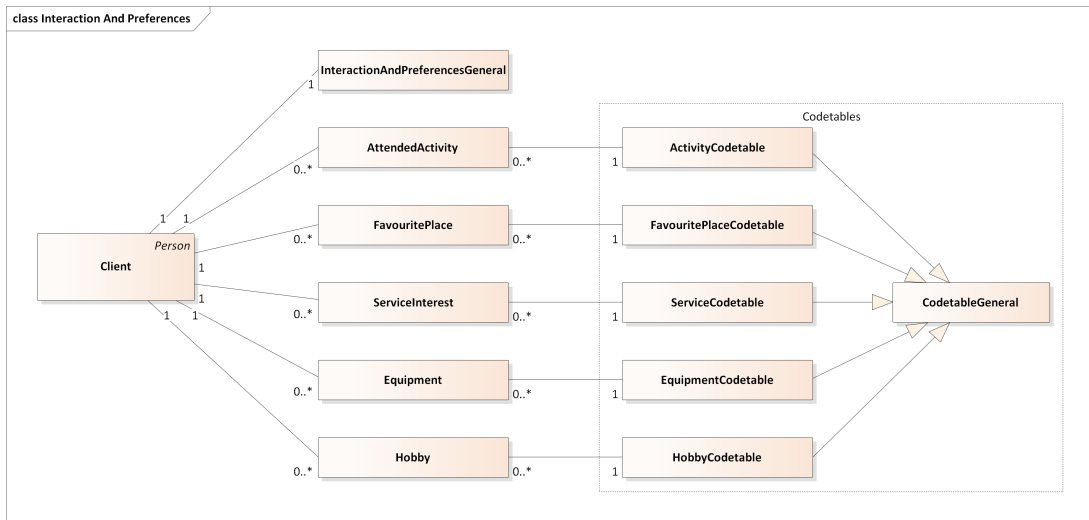 class Interaction And Preferences
InteractionAndPreferencesGeneral
1
Codetables
AttendedActivity
0..*
0..*
ActivityCodetable
1
1
1
FavouritePlace
0..*
0..*
FavouritePlaceCodetable
1
Person
Client
1
ServiceInterest
0..*
0..*
ServiceCodetable
1
CodetableGeneral
1
1
1
Equipment
0..*
0..*
EquipmentCodetable
1
Hobby
0..*
0..*
HobbyCodetable
1